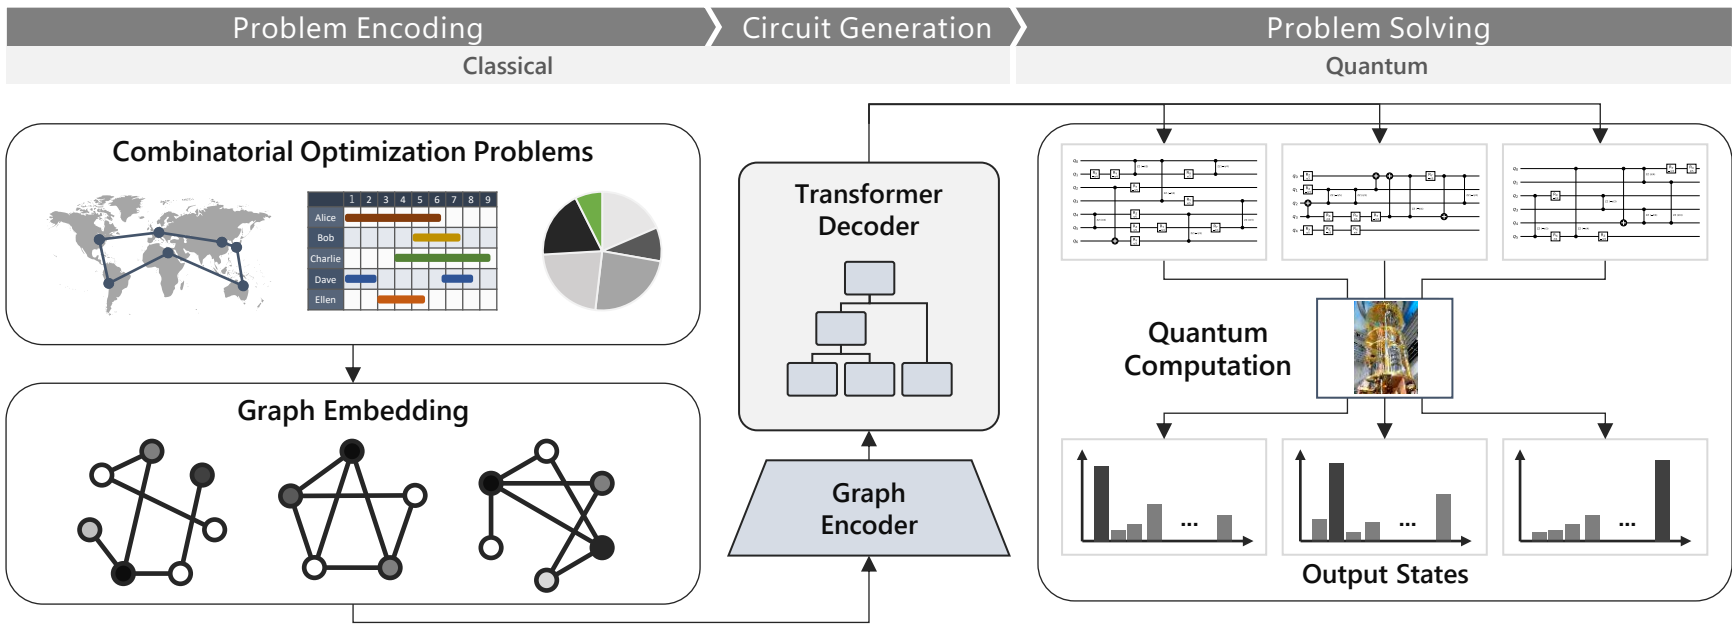 Problem Encoding
Circuit Generation
Problem Solving
Classical
Quantum
Combinatorial Optimization Problems
1 2 3 4 5 6 7 8 9
Alice
Bob
Charlie
Dave
Ellen
Graph Embedding
Transformer
Decoder
Graph
Encoder
Quantum
Computation
...
...
...
Output States